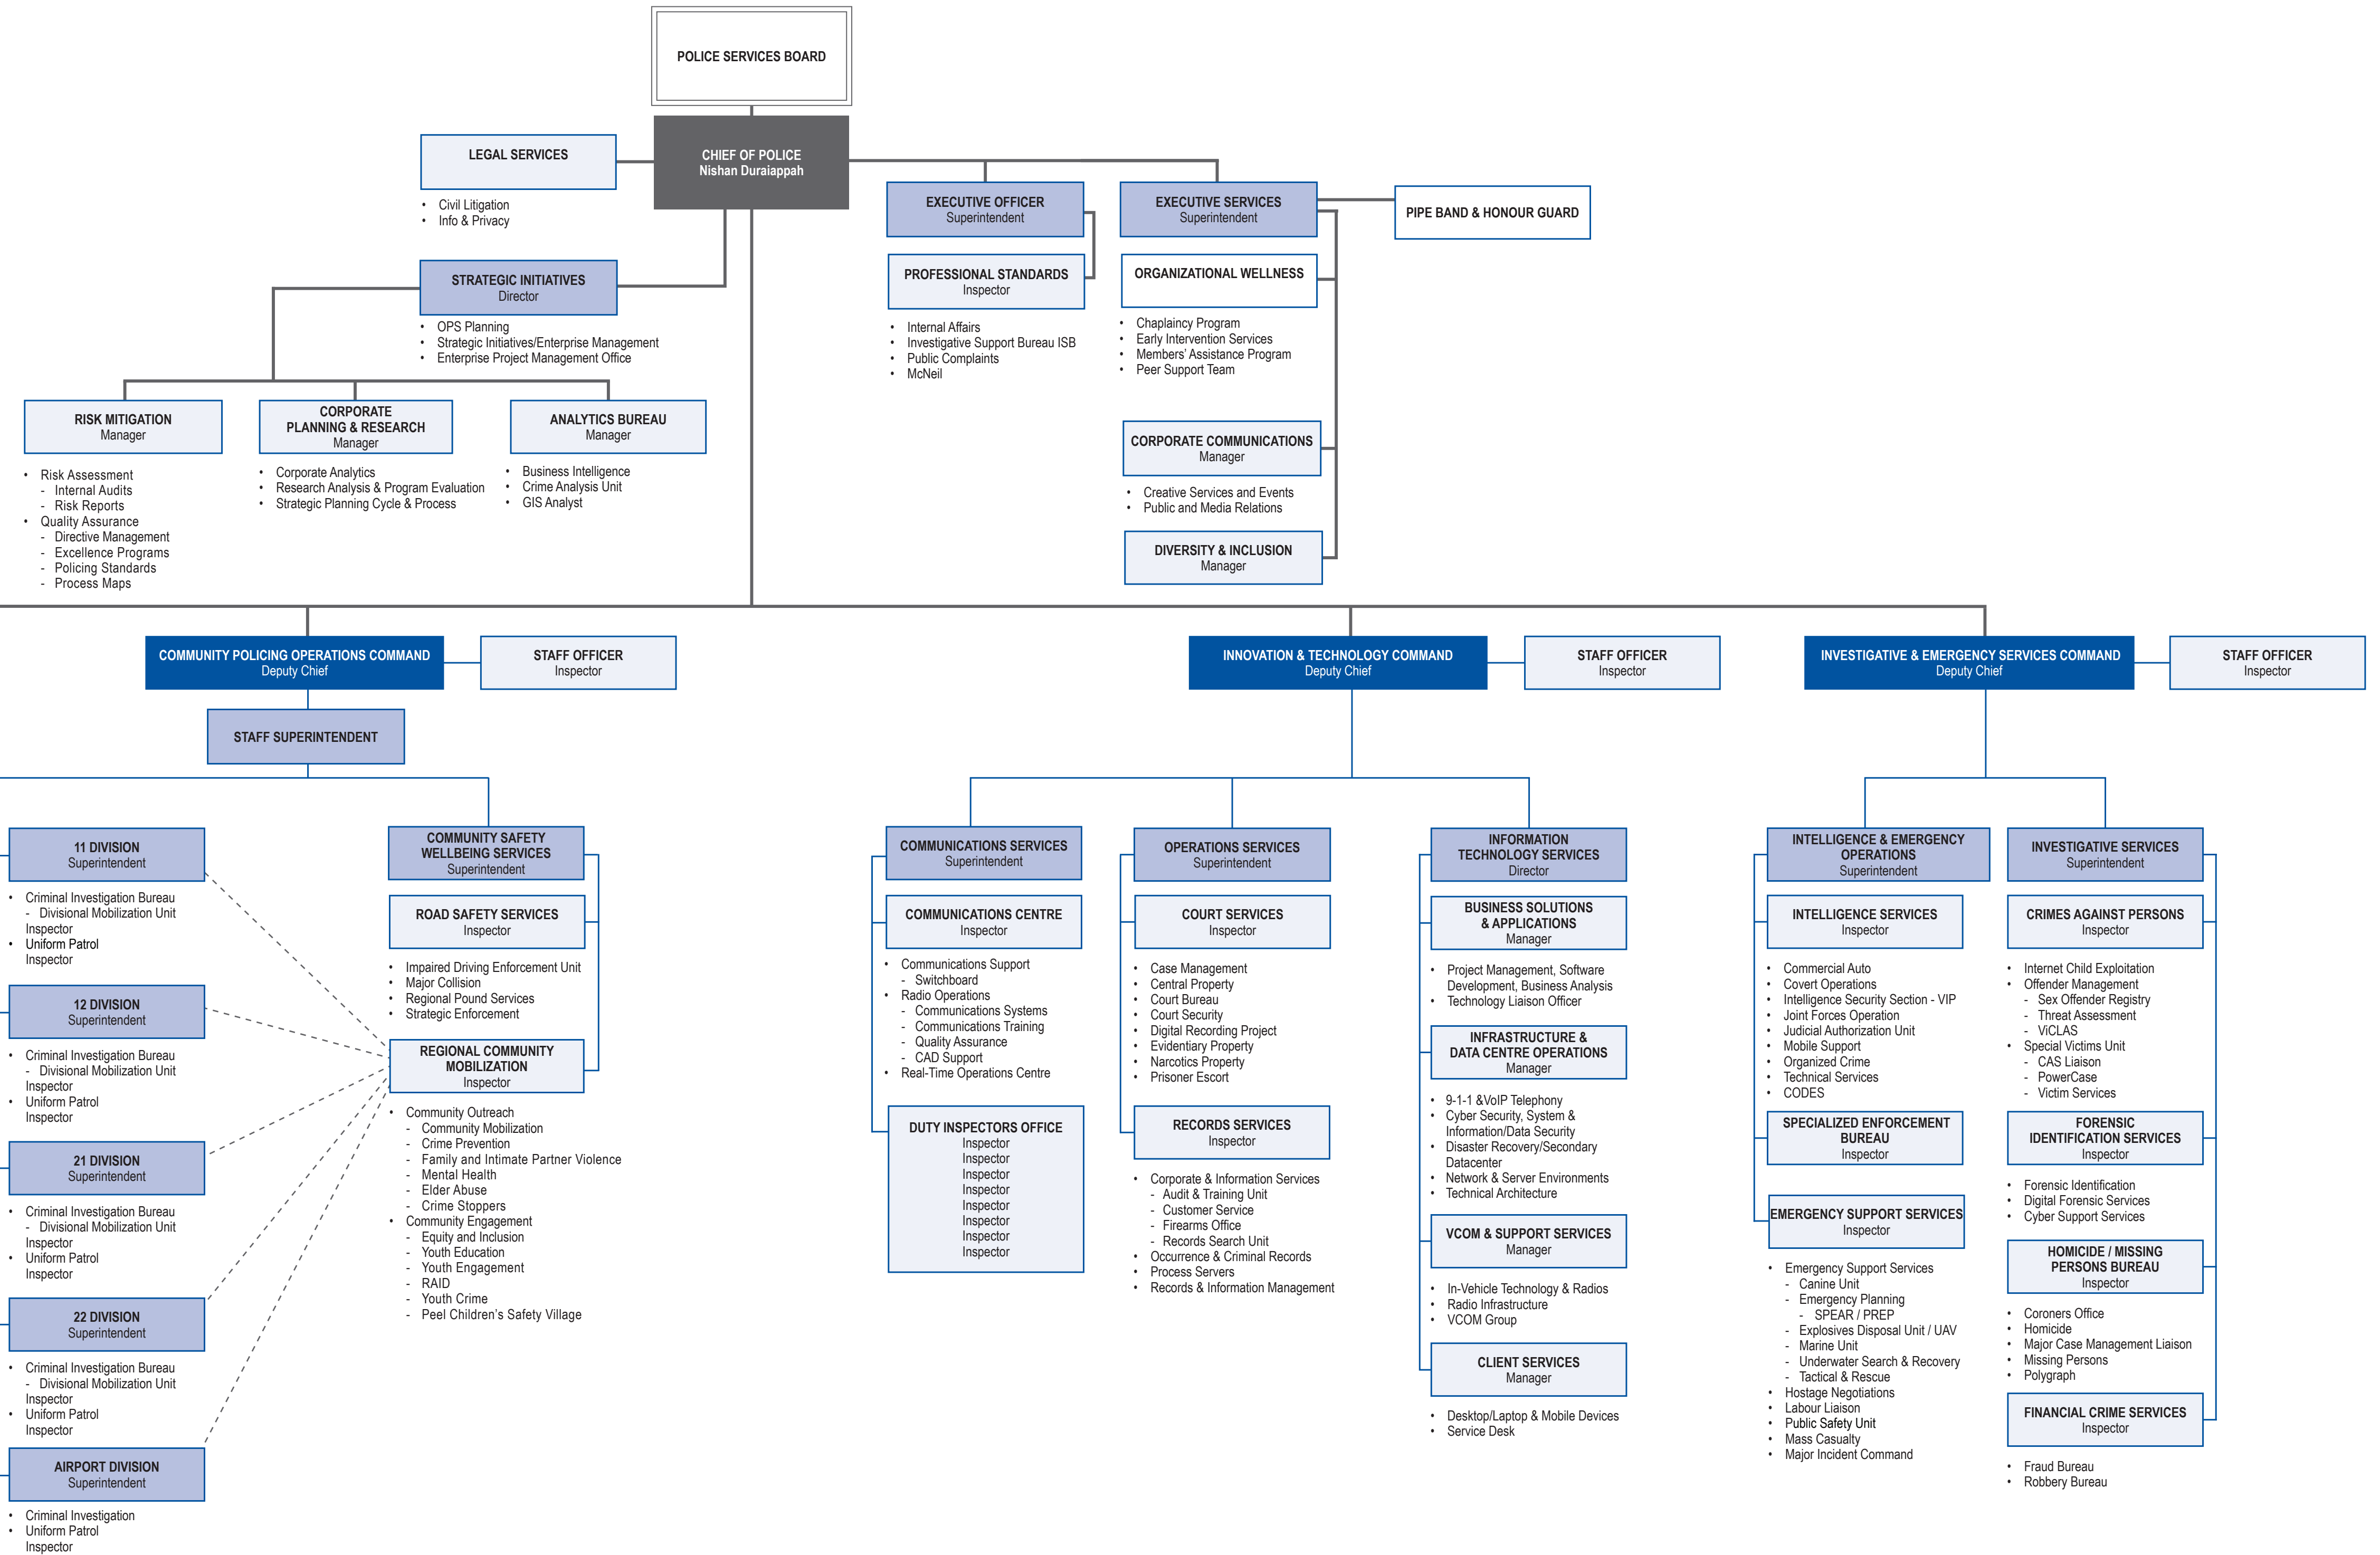 POLICE SERVICES BOARD
CHIEF OF POLICE
Nishan Duraiappah
LEGAL SERVICES
• Civil Litigation
• Info & Privacy
STRATEGIC INITIATIVES
Director
• OPS Planning
• Strategic Initiatives/Enterprise Management
• Enterprise Project Management Office
RISK MITIGATION
Manager
• Risk Assessment
- Internal Audits
- Risk Reports
• Quality Assurance
- Directive Management
- Excellence Programs
- Policing Standards
- Process Maps
CORPORATE
PLANNING & RESEARCH
Manager
• Corporate Analytics
• Research Analysis & Program Evaluation
• Strategic Planning Cycle & Process
ANALYTICS BUREAU
Manager
• Business Intelligence
• Crime Analysis Unit
• GIS Analyst
EXECUTIVE OFFICER
Superintendent
PROFESSIONAL STANDARDS
Inspector
• Internal Affairs
• Investigative Support Bureau ISB
• Public Complaints
• McNeil
EXECUTIVE SERVICES
Superintendent
PIPE BAND & HONOUR GUARD
ORGANIZATIONAL WELLNESS
• Chaplaincy Program
• Early Intervention Services
• Members' Assistance Program
• Peer Support Team
CORPORATE COMMUNICATIONS
Manager
• Creative Services and Events
• Public and Media Relations
DIVERSITY & INCLUSION
Manager
COMMUNITY POLICING OPERATIONS COMMAND
Deputy Chief
STAFF OFFICER
Inspector
STAFF SUPERINTENDENT
11 DIVISION
Superintendent
• Criminal Investigation Bureau
- Divisional Mobilization Unit
Inspector
• Uniform Patrol
Inspector
12 DIVISION
Superintendent
• Criminal Investigation Bureau
- Divisional Mobilization Unit
Inspector
• Uniform Patrol
Inspector
21 DIVISION
Superintendent
• Criminal Investigation Bureau
- Divisional Mobilization Unit
Inspector
• Uniform Patrol
Inspector
22 DIVISION
Superintendent
• Criminal Investigation Bureau
- Divisional Mobilization Unit
Inspector
• Uniform Patrol
Inspector
AIRPORT DIVISION
Superintendent
• Criminal Investigation
• Uniform Patrol
Inspector
COMMUNITY SAFETY
WELLBEING SERVICES
Superintendent
ROAD SAFETY SERVICES
Inspector
• Impaired Driving Enforcement Unit
• Major Collision
• Regional Pound Services
• Strategic Enforcement
REGIONAL COMMUNITY
MOBILIZATION
Inspector
• Community Outreach
- Community Mobilization
- Crime Prevention
- Family and Intimate Partner Violence
- Mental Health
- Elder Abuse
- Crime Stoppers
• Community Engagement
- Equity and Inclusion
- Youth Education
- Youth Engagement
- RAID
- Youth Crime
- Peel Children's Safety Village
INNOVATION & TECHNOLOGY COMMAND
Deputy Chief
STAFF OFFICER
Inspector
COMMUNICATIONS SERVICES
Superintendent
COMMUNICATIONS CENTRE
Inspector
• Communications Support
- Switchboard
• Radio Operations
- Communications Systems
- Communications Training
- Quality Assurance
- CAD Support
• Real-Time Operations Centre
DUTY INSPECTORS OFFICE
Inspector
Inspector
Inspector
Inspector
Inspector
Inspector
Inspector
Inspector
OPERATIONS SERVICES
Superintendent
COURT SERVICES
Inspector
• Case Management
• Central Property
• Court Bureau
• Court Security
• Digital Recording Project
• Evidentiary Property
• Narcotics Property
• Prisoner Escort
RECORDS SERVICES
Inspector
• Corporate & Information Services
- Audit & Training Unit
- Customer Service
- Firearms Office
- Records Search Unit
• Occurrence & Criminal Records
• Process Servers
• Records & Information Management
INFORMATION
TECHNOLOGY SERVICES
Director
BUSINESS SOLUTIONS
& APPLICATIONS
Manager
• Project Management, Software
Development, Business Analysis
• Technology Liaison Officer
INFRASTRUCTURE &
DATA CENTRE OPERATIONS
Manager
• 9-1-1 &VoIP Telephony
• Cyber Security, System &
Information/Data Security
• Disaster Recovery/Secondary
Datacenter
• Network & Server Environments
• Technical Architecture
VCOM & SUPPORT SERVICES
Manager
• In-Vehicle Technology & Radios
• Radio Infrastructure
• VCOM Group
CLIENT SERVICES
Manager
• Desktop/Laptop & Mobile Devices
• Service Desk
INVESTIGATIVE & EMERGENCY SERVICES COMMAND
Deputy Chief
STAFF OFFICER
Inspector
INTELLIGENCE & EMERGENCY
OPERATIONS
Superintendent
INTELLIGENCE SERVICES
Inspector
• Commercial Auto
• Covert Operations
• Intelligence Security Section - VIP
• Joint Forces Operation
• Judicial Authorization Unit
• Mobile Support
• Organized Crime
• Technical Services
• CODES
SPECIALIZED ENFORCEMENT
BUREAU
Inspector
EMERGENCY SUPPORT SERVICES
Inspector
• Emergency Support Services
- Canine Unit
- Emergency Planning
- SPEAR / PREP
- Explosives Disposal Unit / UAV
- Marine Unit
- Underwater Search & Recovery
- Tactical & Rescue
• Hostage Negotiations
• Labour Liaison
• Public Safety Unit
• Mass Casualty
• Major Incident Command
INVESTIGATIVE SERVICES
Superintendent
CRIMES AGAINST PERSONS
Inspector
• Internet Child Exploitation
• Offender Management
- Sex Offender Registry
- Threat Assessment
- ViCLAS
• Special Victims Unit
- CAS Liaison
- PowerCase
- Victim Services
FORENSIC
IDENTIFICATION SERVICES
Inspector
• Forensic Identification
• Digital Forensic Services
• Cyber Support Services
HOMICIDE / MISSING
PERSONS BUREAU
Inspector
• Coroners Office
• Homicide
• Major Case Management Liaison
• Missing Persons
• Polygraph
FINANCIAL CRIME SERVICES
Inspector
• Fraud Bureau
• Robbery Bureau